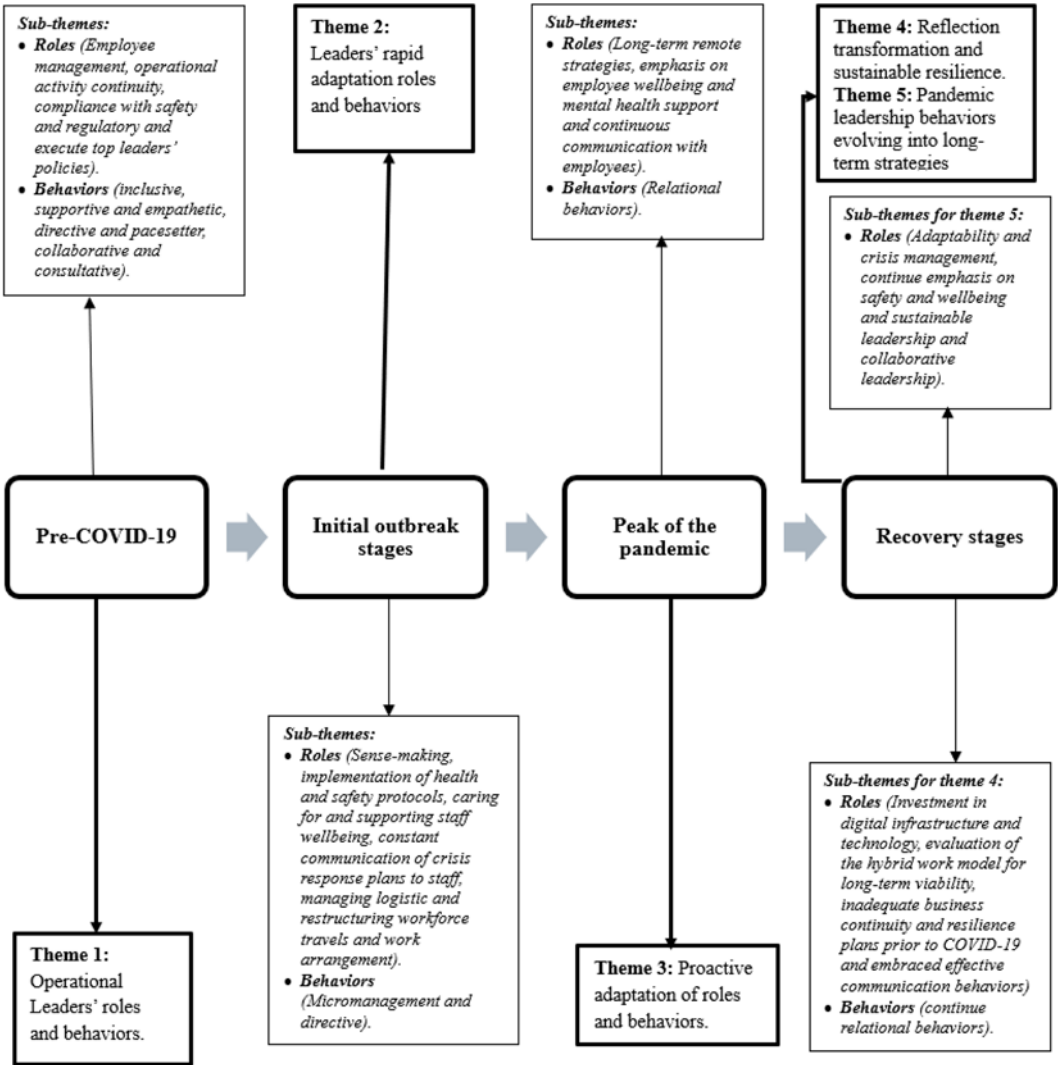 Sub-themes:
• Roles (Employee
management, operational
activity continuity,
compliance with safety
and regulatory and
execute top leaders’
policies).
• Behaviors (inclusive,
supportive and empathetic,
directive and pacesetter,
collaborative and
consultative).
Theme 2:
Leaders’ rapid
adaptation roles
and behaviors
Sub-themes:
• Roles (Long-term remote
strategies, emphasis on
employee wellbeing and
mental health support
and continuous
communication with
employees).
• Behaviors (Relational
behaviors).
Theme 4: Reflection
transformation and
sustainable resilience.
Theme 5: Pandemic
leadership behaviors
evolving into long-
term strategies
Sub-themes for theme 5:
• Roles (Adaptability and
crisis management,
continue emphasis on
safety and wellbeing
and sustainable
leadership and
collaborative
leadership).
Pre-COVID-19
Initial outbreak
stages
Peak of the
pandemic
Recovery stages
Theme 1:
Operational
Leaders’ roles
and behaviors.
Sub-themes:
• Roles (Sense-making,
implementation of health
and safety protocols, caring
for and supporting staff
wellbeing, constant
communication of crisis
response plans to staff,
managing logistic and
restructuring workforce
travels and work
arrangement).
• Behaviors
(Micromanagement and
directive).
Theme 3: Proactive
adaptation of roles
and behaviors.
Sub-themes for theme 4:
• Roles (Investment in
digital infrastructure and
technology, evaluation of
the hybrid work model for
long-term viability,
inadequate business
continuity and resilience
plans prior to COVID-19
and embraced effective
communication behaviors)
• Behaviors (continue
relational behaviors).